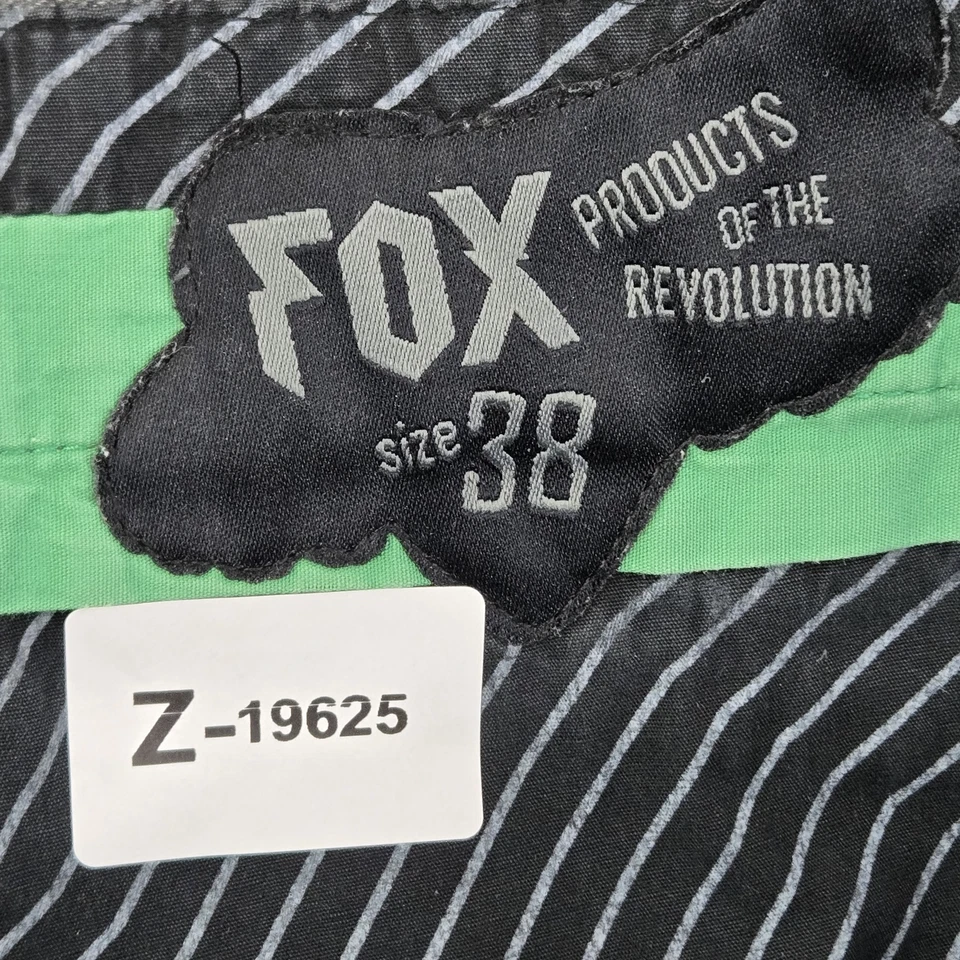 FOX
PRODUCTS
OF THE
REVOLUTION
size 38
Z-19625